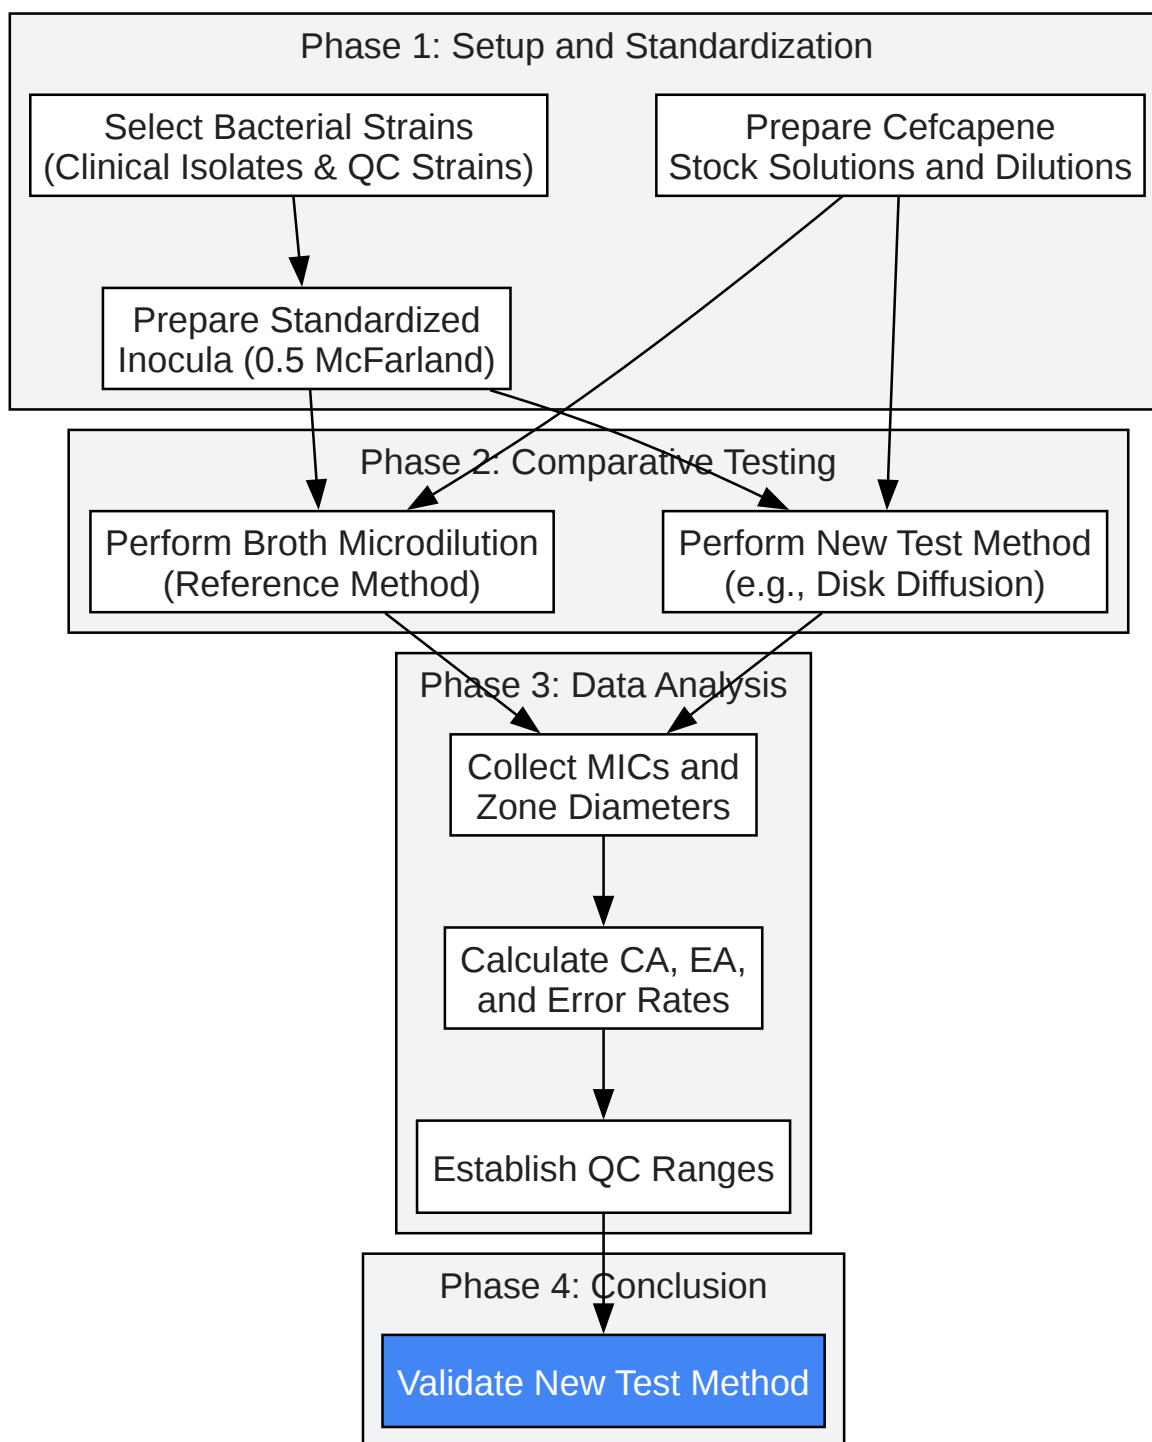 Phase 1: Setup and Standardization
Select Bacterial Strains
(Clinical Isolates & QC Strains)
Prepare Cefcapene
Stock Solutions and Dilutions
Prepare Standardized
Inocula (0.5 McFarland)
Phase 2: Comparative Testing
Perform Broth Microdilution
(Reference Method)
Perform New Test Method
(e.g., Disk Diffusion)
Phase 3: Data Analysis
Collect MICs and
Zone Diameters
Calculate CA, EA,
and Error Rates
Establish QC Ranges
Phase 4: Conclusion
Validate New Test Method